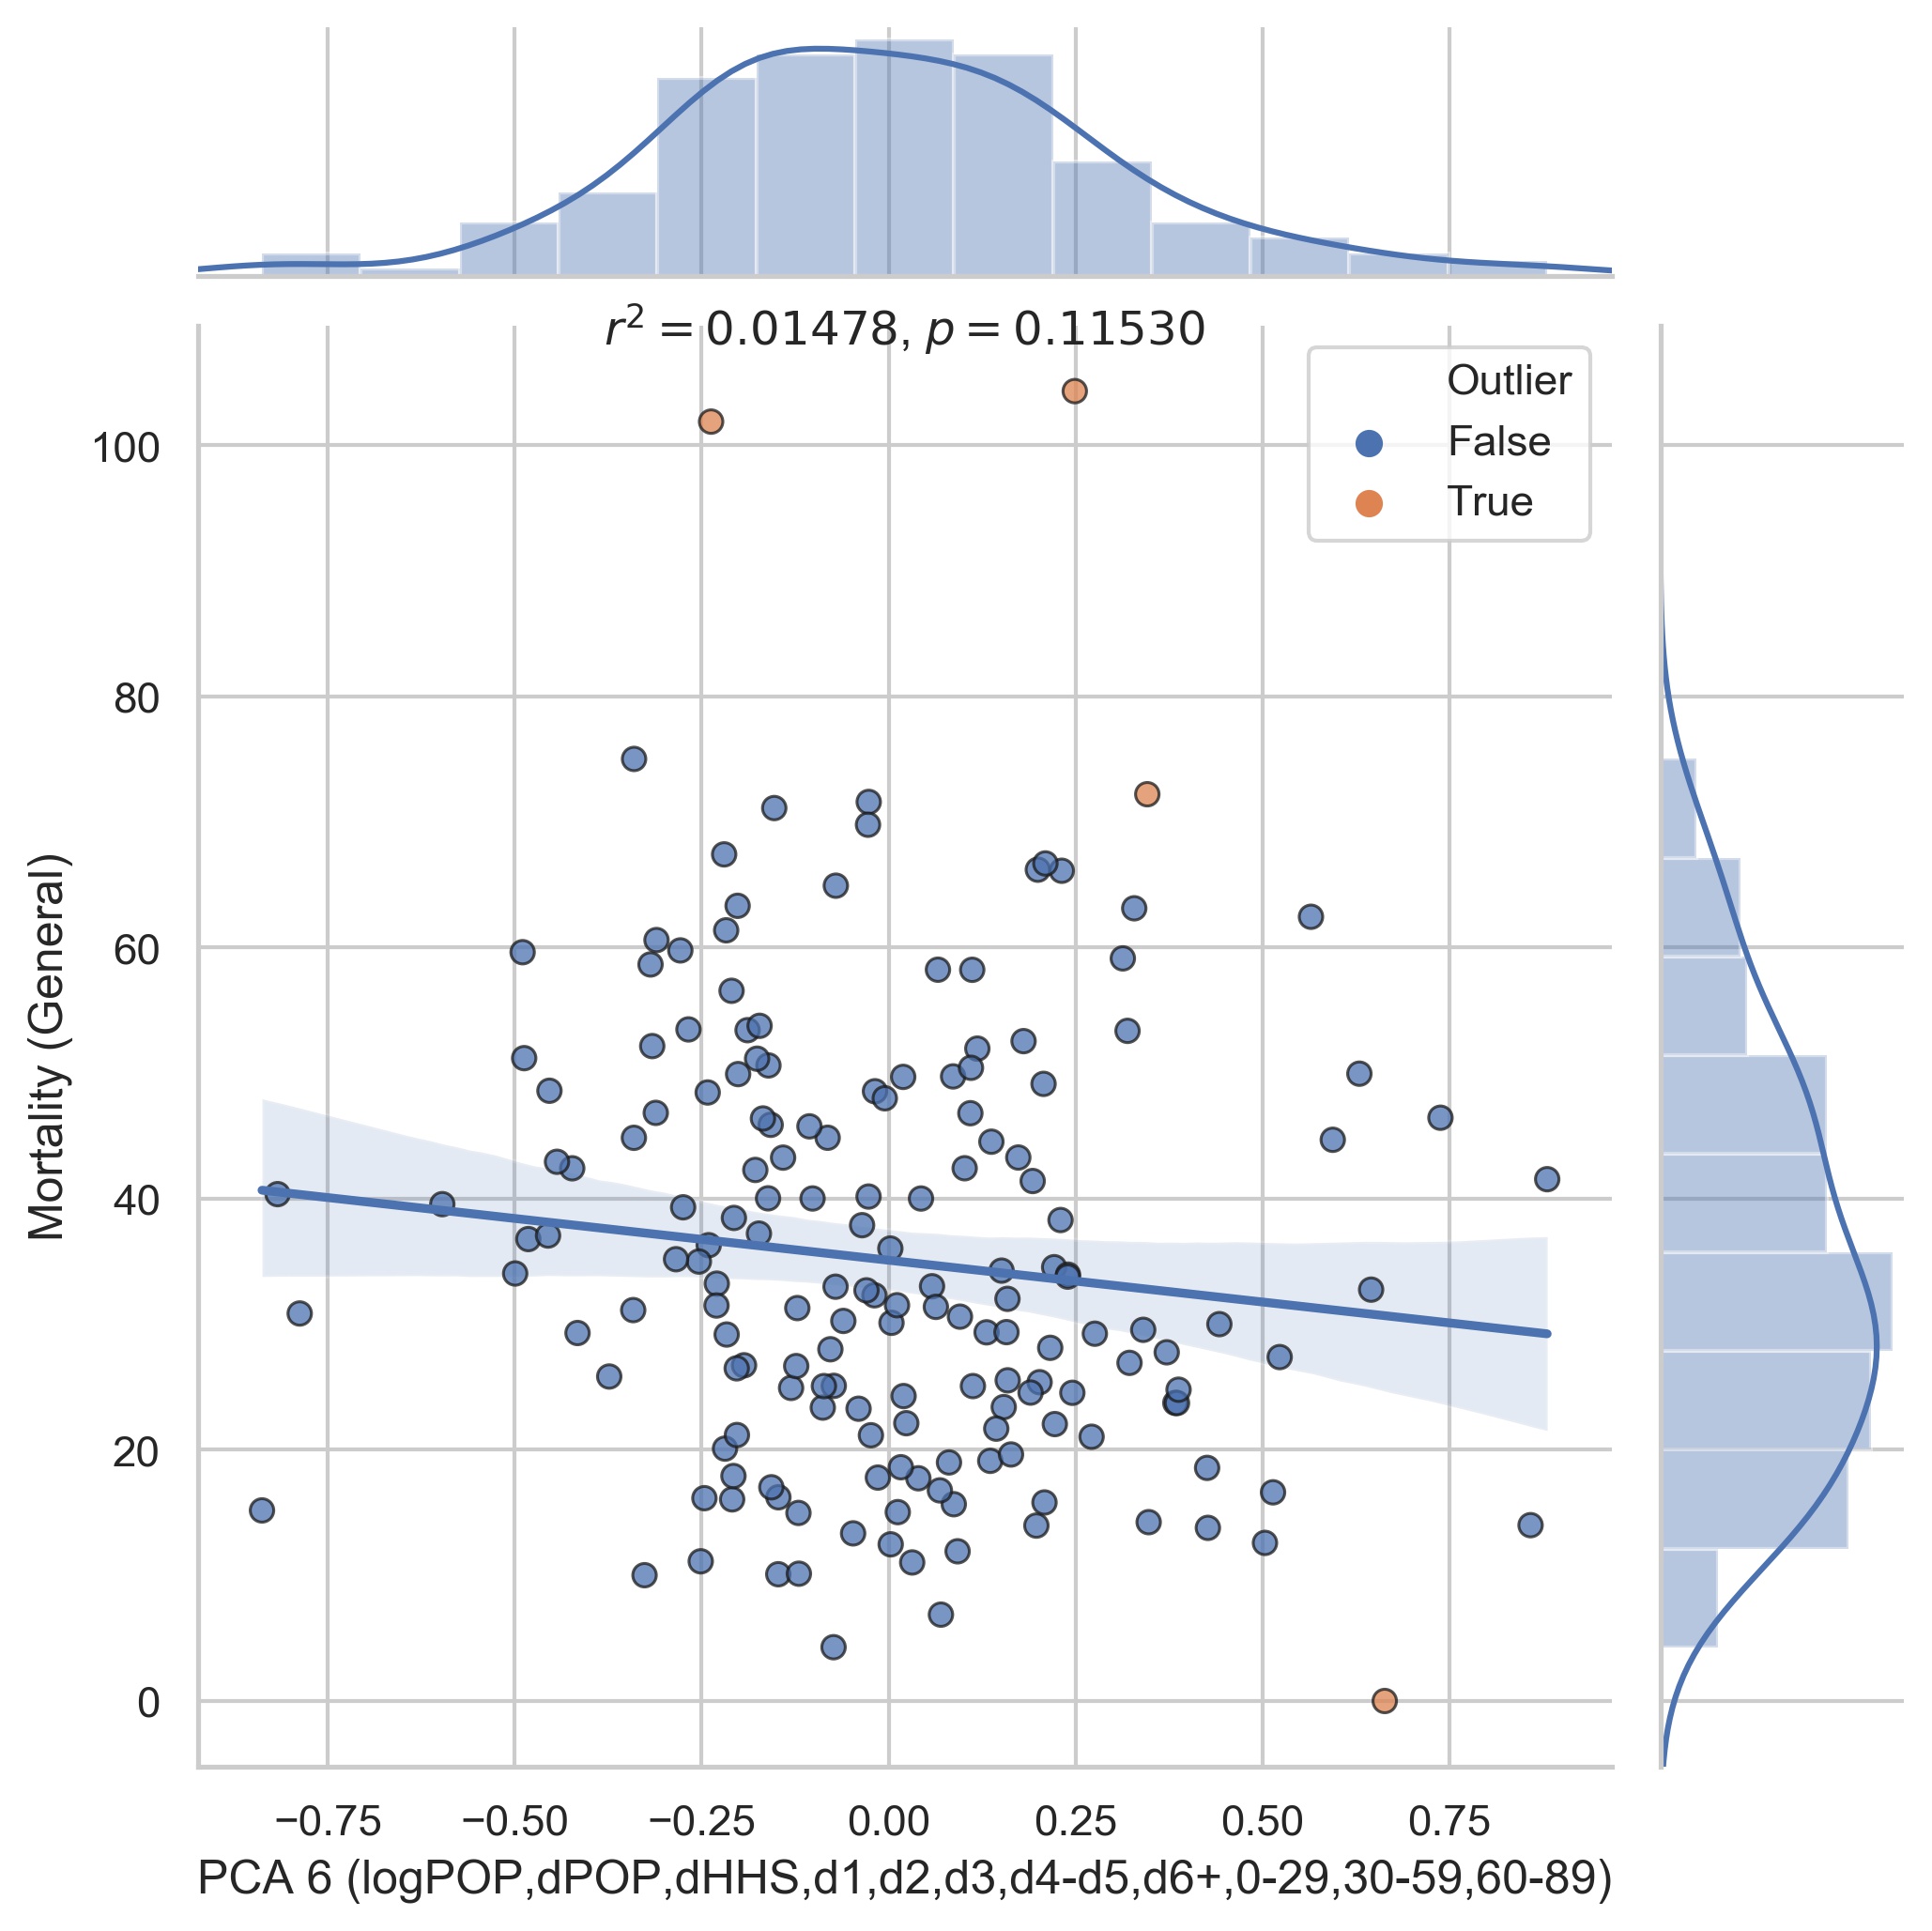 r² = 0.01478, p = 0.11530
Outlier
False
True
100
80
60
40
20
0
Mortality (General)
−0.75 −0.50 −0.25 0.00 0.25 0.50 0.75
PCA 6 (logPOP,dPOP,dHHS,d1,d2,d3,d4-d5,d6+,0-29,30-59,60-89)